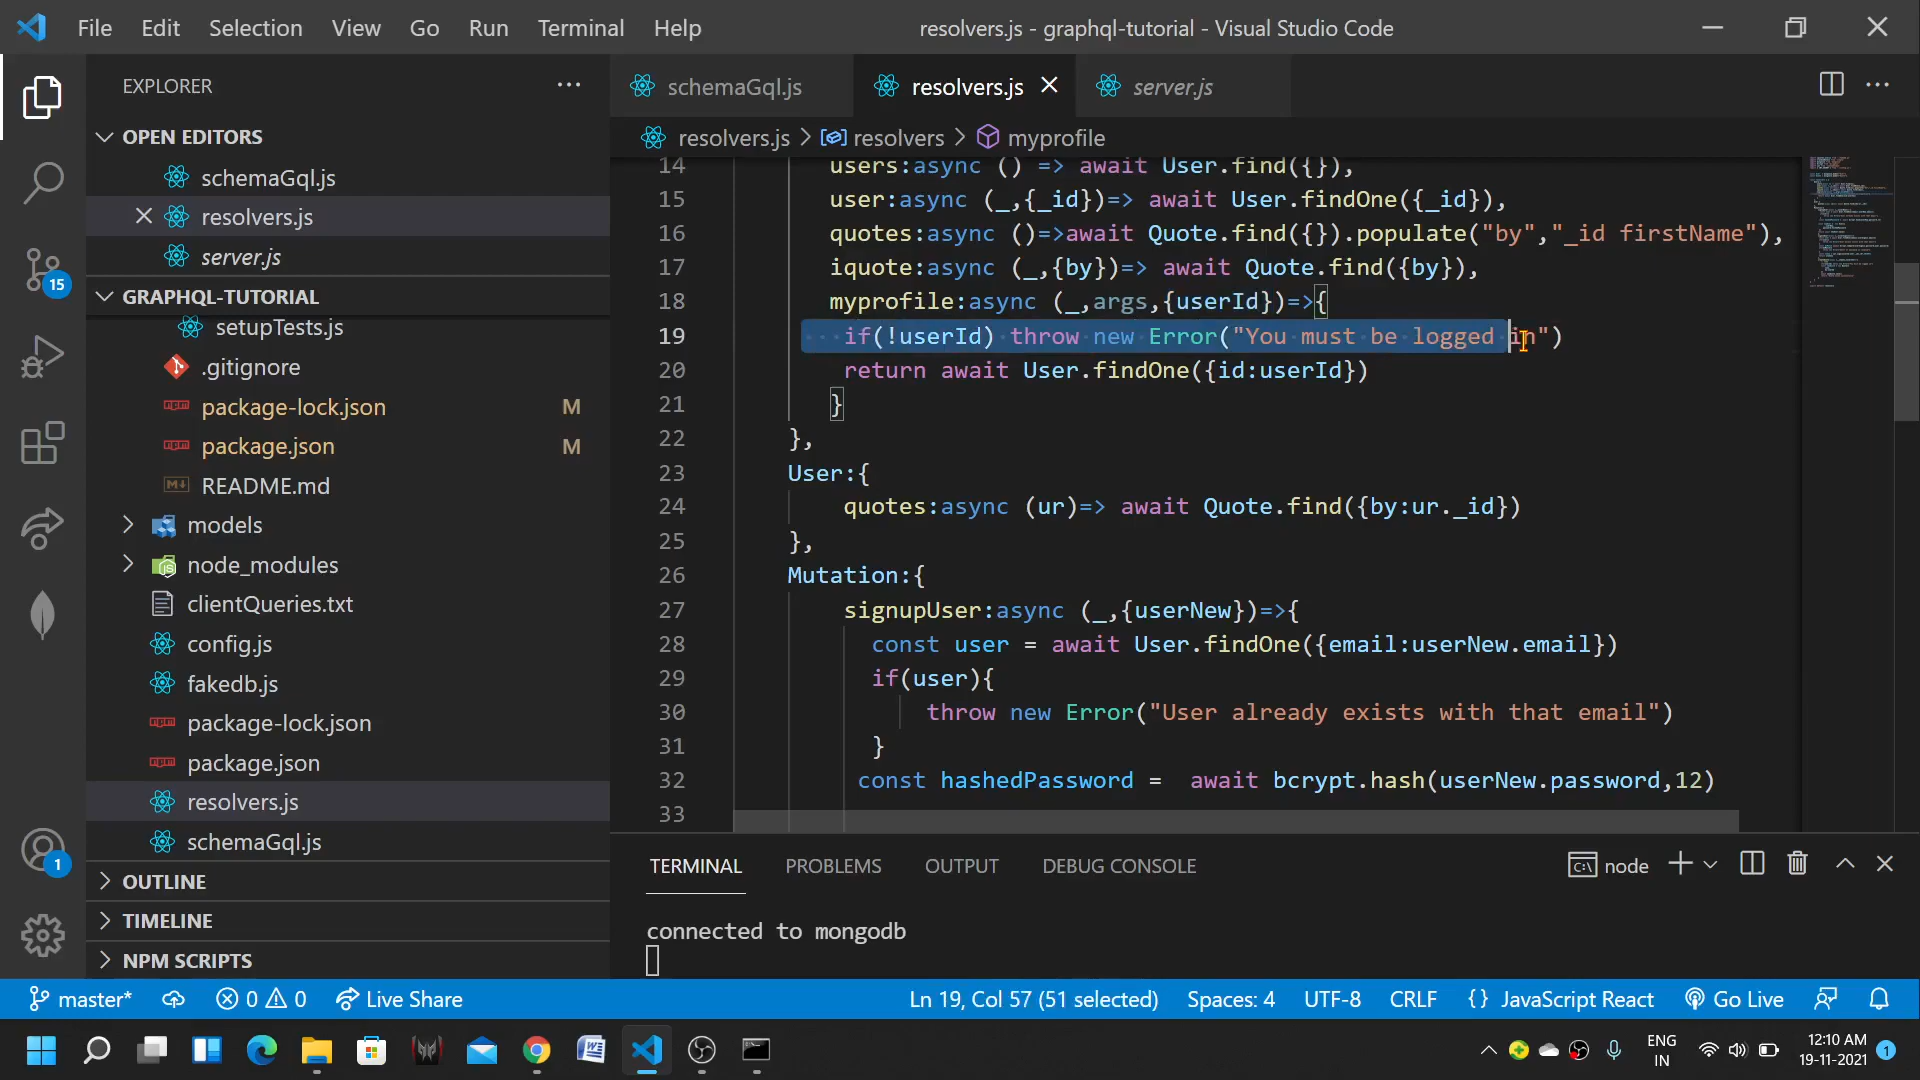 File Edit Selection View Go Run Terminal Help
resolvers.js - graphql-tutorial - Visual Studio Code
EXPLORER
OPEN EDITORS
schemaGql.js
resolvers.js
server.js
GRAPHQL-TUTORIAL
setupTests.js
.gitignore
package-lock.json M
package.json M
README.md
models
node_modules
clientQueries.txt
config.js
fakedb.js
package-lock.json
package.json
resolvers.js
schemaGql.js
OUTLINE
TIMELINE
NPM SCRIPTS
15
1
schemaGql.js resolvers.js server.js
resolvers.js > resolvers > myprofile
14 users:async () => await User.find({}),
15 user:async (_,{_id})=> await User.findOne({_id}),
16 quotes:async ()=>await Quote.find({}).populate("by","_id firstName"),
17 iquote:async (_,{by})=> await Quote.find({by}),
18 myprofile:async (_,args,{userId})=>{
19 if(!userId) throw new Error("You must be logged in")
20 return await User.findOne({id:userId})
21 }
22 },
23 User:{
24 quotes:async (ur)=> await Quote.find({by:ur._id})
25 },
26 Mutation:{
27 signupUser:async (_,{userNew})=>{
28 const user = await User.findOne({email:userNew.email})
29 if(user){
30 throw new Error("User already exists with that email")
31 }
32 const hashedPassword =  await bcrypt.hash(userNew.password,12)
33
TERMINAL PROBLEMS OUTPUT DEBUG CONSOLE
node
connected to mongodb
master* 0 0 Live Share
Ln 19, Col 57 (51 selected) Spaces: 4 UTF-8 CRLF {} JavaScript React Go Live
ENG
IN
12:10 AM
19-11-2021
1